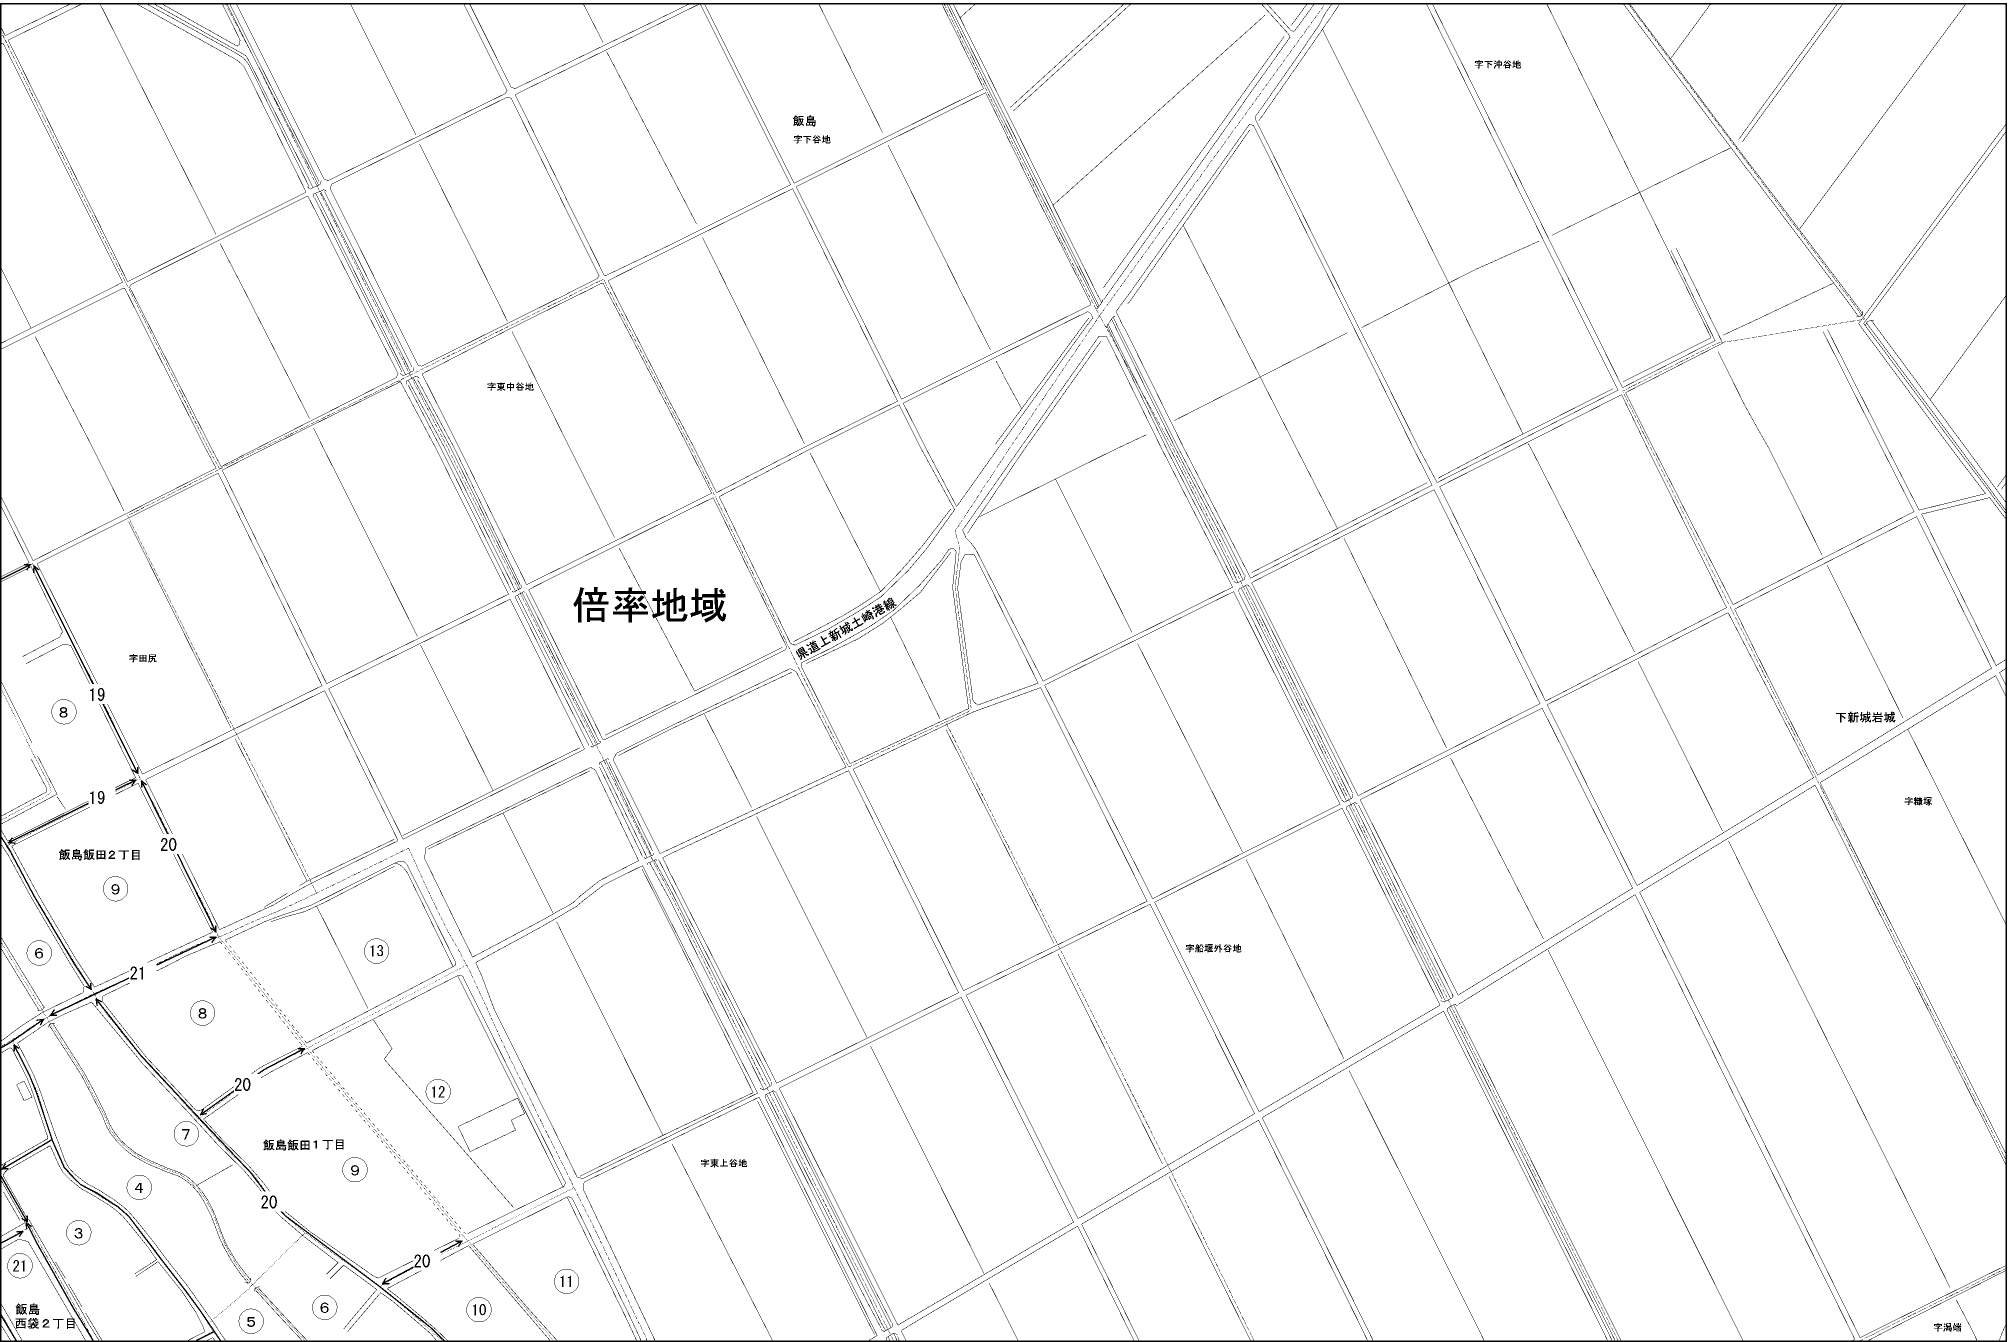 字下沖谷地
飯島
字下谷地
字東中谷地
倍率地域
県道上新城土崎港線
字田尻
19
⑧
下新城岩城
19
字糠塚
20
飯島飯田2丁目
⑨
⑥
⑬
字船堰外谷地
21
⑧
20
⑫
⑦
飯島飯田1丁目
⑨
字東上谷地
④
20
③
20
㉑
⑪
⑩
⑥
⑤
飯島
西袋2丁目
字潟端